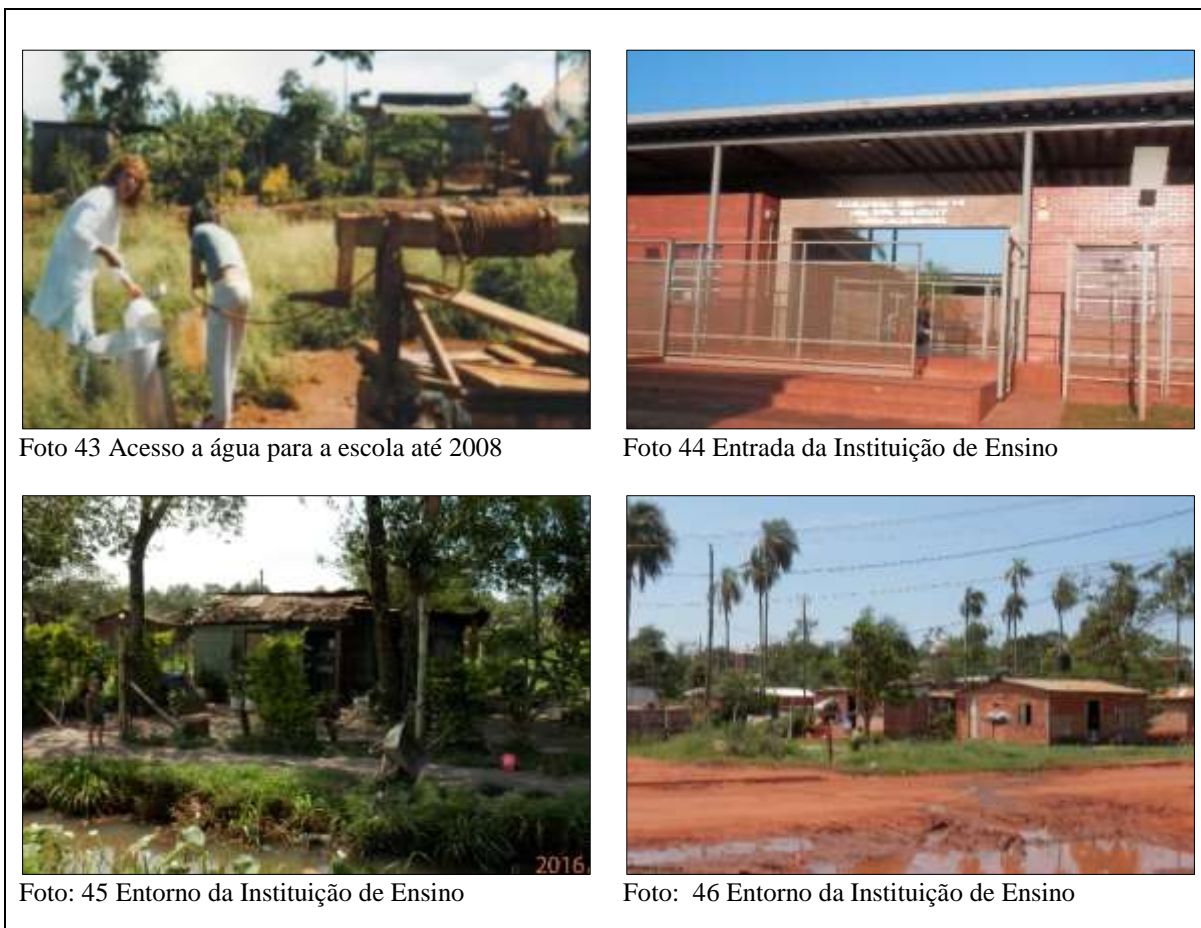 Foto 43 Acesso a água para a escola até 2008
Foto 44 Entrada da Instituição de Ensino
2016
Foto: 45 Entorno da Instituição de Ensino
Foto:  46 Entorno da Instituição de Ensino